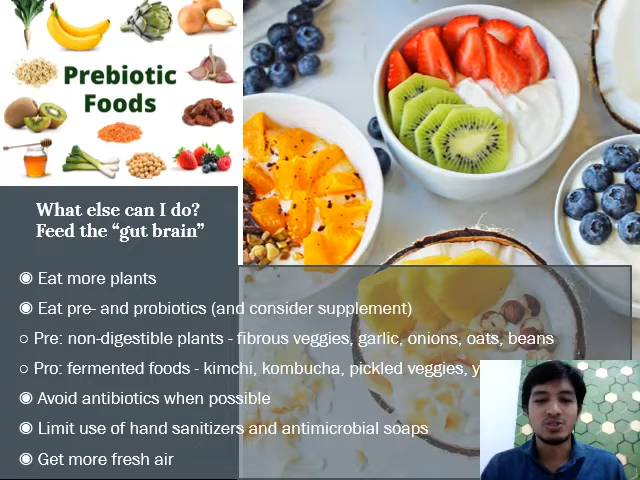 Prebiotic
Foods
What else can I do?
Feed the “gut brain”
◉ Eat more plants
◉ Eat pre- and probiotics (and consider supplement)
○ Pre: non-digestible plants - fibrous veggies, garlic, onions, oats, beans
○ Pro: fermented foods - kimchi, kombucha, pickled veggies,
◉ Avoid antibiotics when possible
◉ Limit use of hand sanitizers and antimicrobial soaps
◉ Get more fresh air